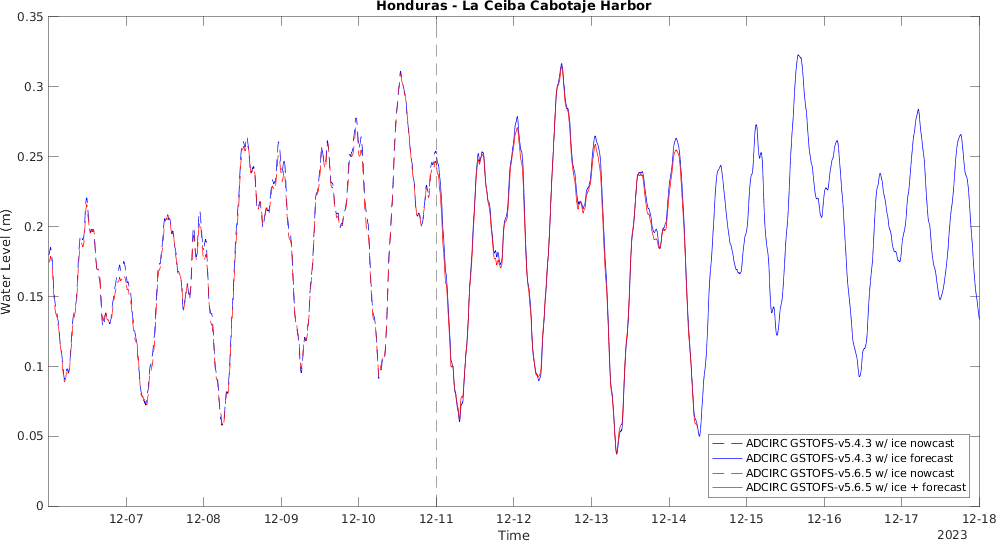 Honduras - La Ceiba Cabotaje Harbor
0.35
0.3
0.25
0.2
0.15
0.1
0.05
0
Water Level (m)
ADCIRC GSTOFS-v5.4.3 w/ ice nowcast
ADCIRC GSTOFS-v5.4.3 w/ ice forecast
ADCIRC GSTOFS-v5.6.5 w/ ice nowcast
ADCIRC GSTOFS-v5.6.5 w/ ice + forecast
12-07 12-08 12-09 12-10 12-11 12-12 12-13 12-14 12-15 12-16 12-17 12-18
Time 2023